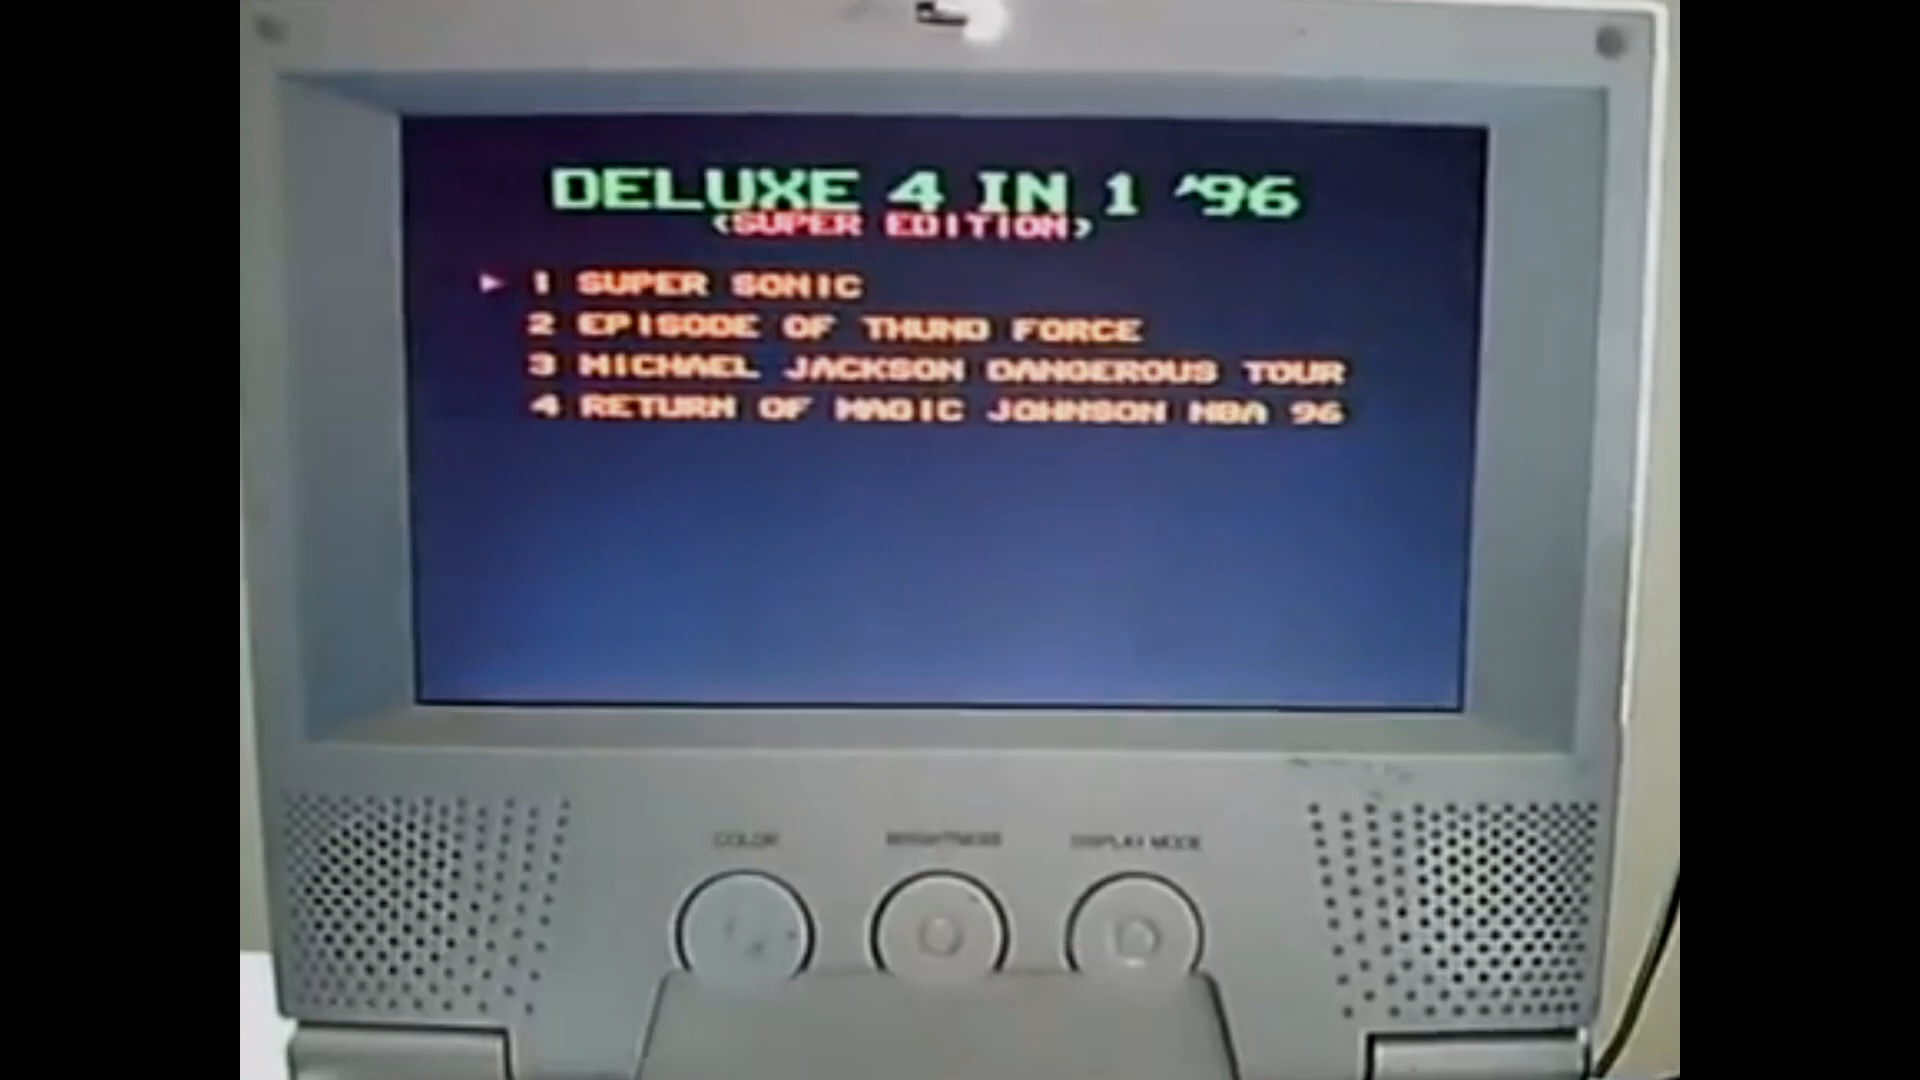 DELUXE 4 IN 1 '96
<SUPER EDITION>
1 SUPER SONIC
2 EPISODE OF THUND FORCE
3 MICHAEL JACKSON DANGEROUS TOUR
4 RETURN OF MAGIC JOHNSON NBA 96
COLOR BRIGHTNESS DISPLAY MODE